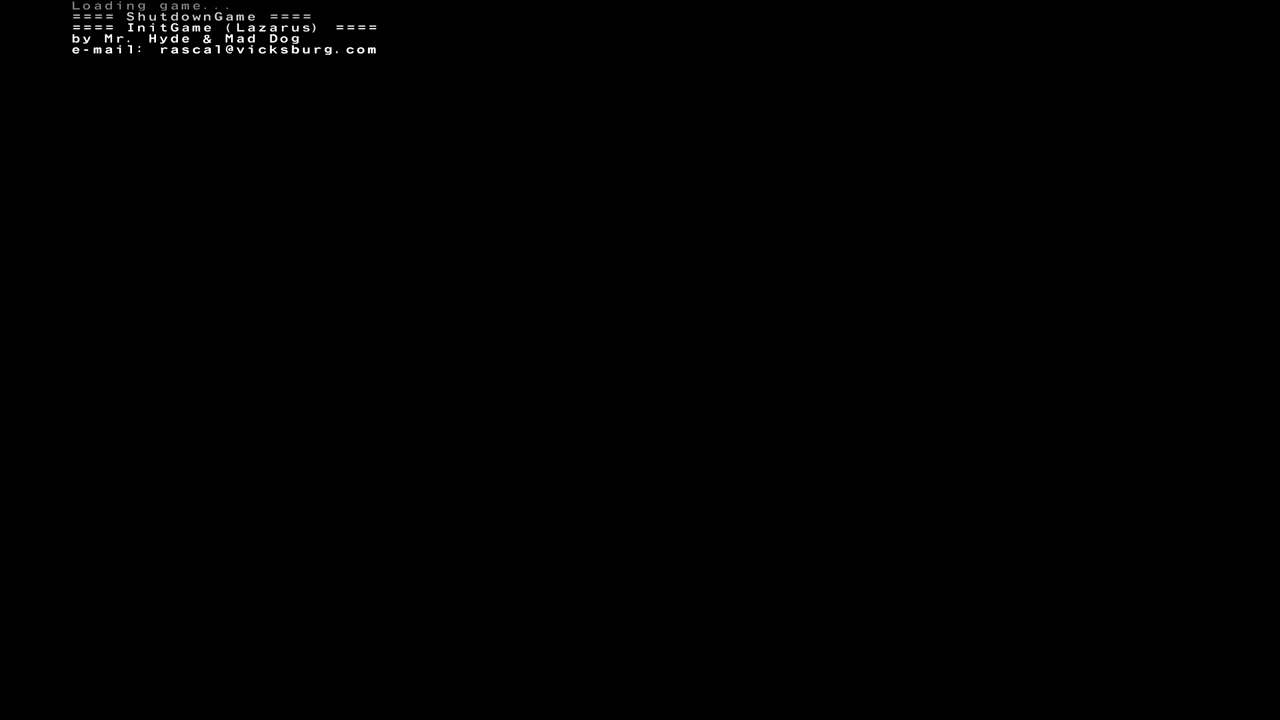 Loading game...
==== ShutdownGame ====
==== InitGame (Lazarus) ====
by Mr. Hyde & Mad Dog
e-mail: rascal@vicksburg.com